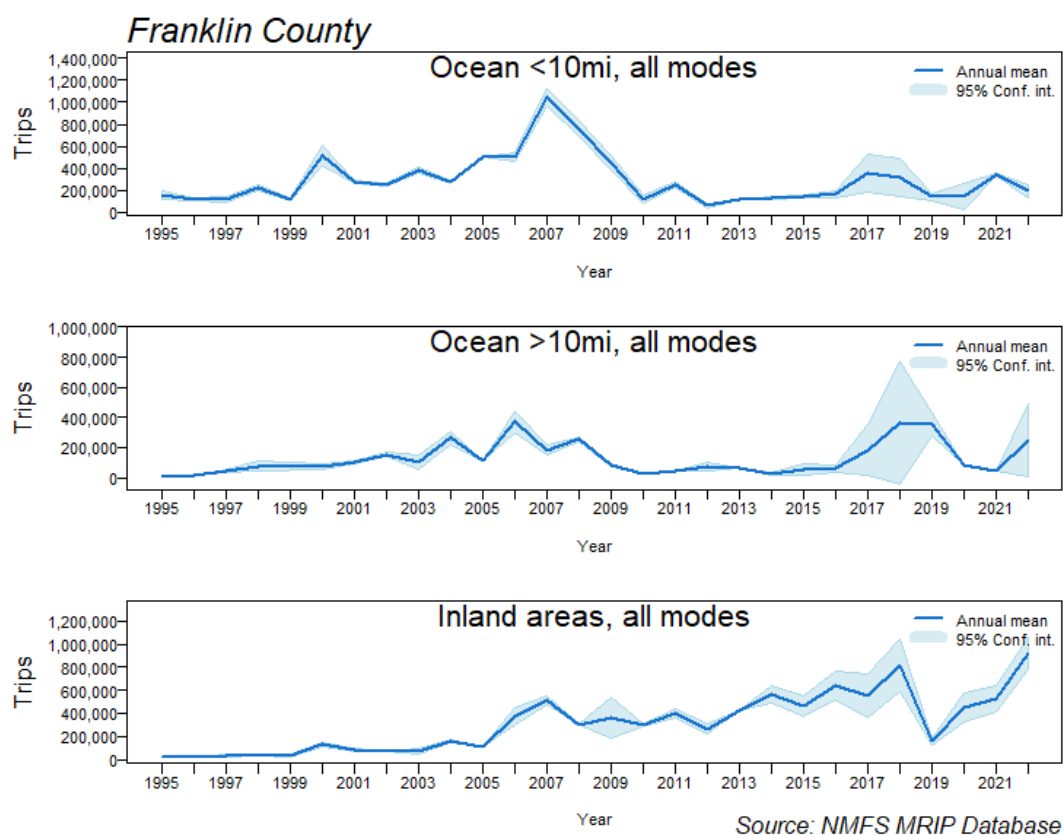 Franklin County
Ocean <10mi, all modes
Annual mean
95% Conf. int.
Trips
1,400,000
1,200,000
1,000,000
800,000
600,000
400,000
200,000
0
1995 1997 1999 2001 2003 2005 2007 2009 2011 2013 2015 2017 2019 2021
Year
Ocean >10mi, all modes
Annual mean
95% Conf. int.
Trips
1,000,000
800,000
600,000
400,000
200,000
0
1995 1997 1999 2001 2003 2005 2007 2009 2011 2013 2015 2017 2019 2021
Year
Inland areas, all modes
Annual mean
95% Conf. int.
Trips
1,200,000
1,000,000
800,000
600,000
400,000
200,000
0
1995 1997 1999 2001 2003 2005 2007 2009 2011 2013 2015 2017 2019 2021
Year
Source: NMFS MRIP Database